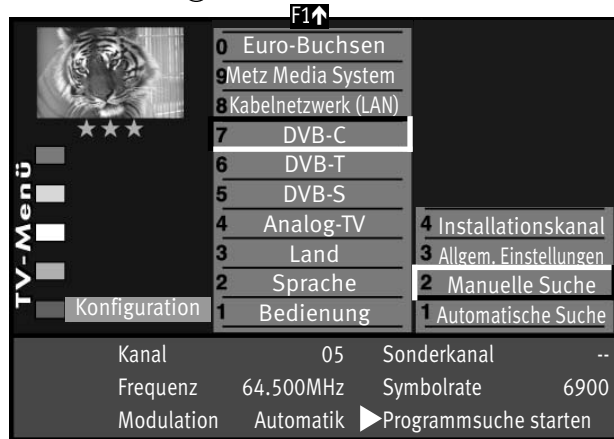 F1
0 Euro-Buchsen
9 Metz Media System
8 Kabelnetzwerk (LAN)
7 DVB-C
6 DVB-T
5 DVB-S
4 Analog-TV
3 Land
2 Sprache
1 Bedienung
4 Installationskanal
3 Allgem. Einstellungen
2 Manuelle Suche
1 Automatische Suche
TV-Menü
Konfiguration
Kanal 05 Sonderkanal --
Frequenz 64.500MHz Symbolrate 6900
Modulation Automatik Programmsuche starten